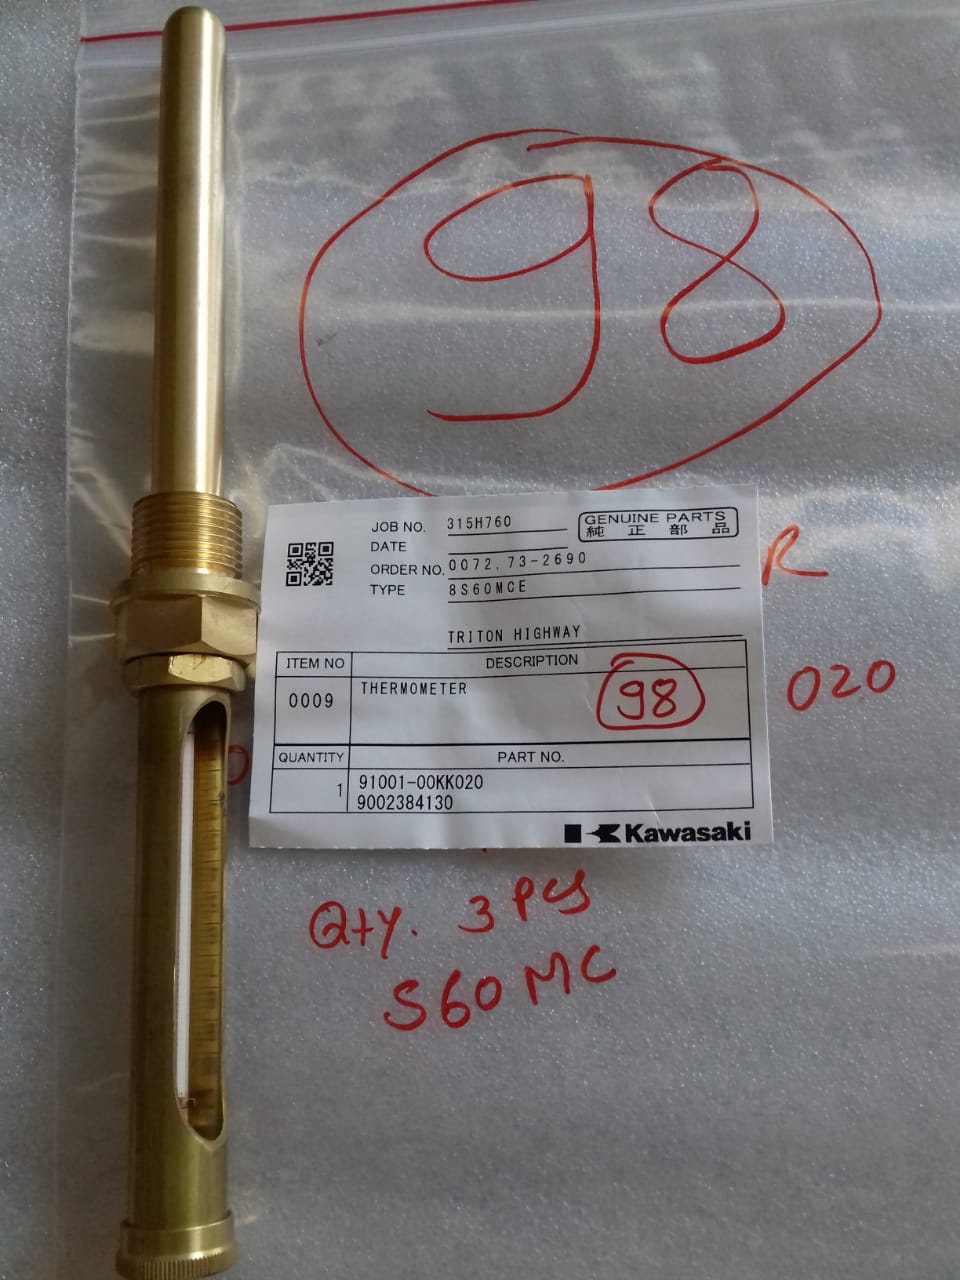 98
JOB NO. 315H760
GENUINE PARTS
純正部品
DATE
ORDER NO. 0072.73-2690
TYPE 8S60MCE
TRITON HIGHWAY
R
ITEM NO DESCRIPTION
0009 THERMOMETER 98
020
QUANTITY PART NO.
1 91001-00KK020
9002384130
Kawasaki
Qty. 3 PCS
S60MC